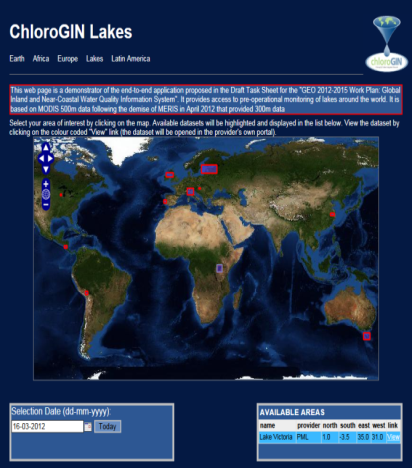 ChloroGIN Lakes
chloroGIN
Earth Africa Europe Lakes Latin America
This web page is a demonstrator of the end-to-end application proposed in the Draft Task Sheet for the "GEO 2012-2015 Work Plan: Global
Inland and Near-Coastal Water Quality Information System". It provides access to pre-operational monitoring of lakes around the world. It is
based on MODIS 500m data following the demise of MERIS in April 2012 that provided 300m data
Select your area of interest by clicking on the map. Available datasets will be highlighted and displayed in the list below. View the dataset by
clicking on the colour coded "View" link (the dataset will be opened in the provider's own portal).
Selection Date (dd-mm-yyyy):
16-03-2012 Today
AVAILABLE AREAS
name provider north south east west link
Lake Victoria PML 1.0 -3.5 35.0 31.0 View